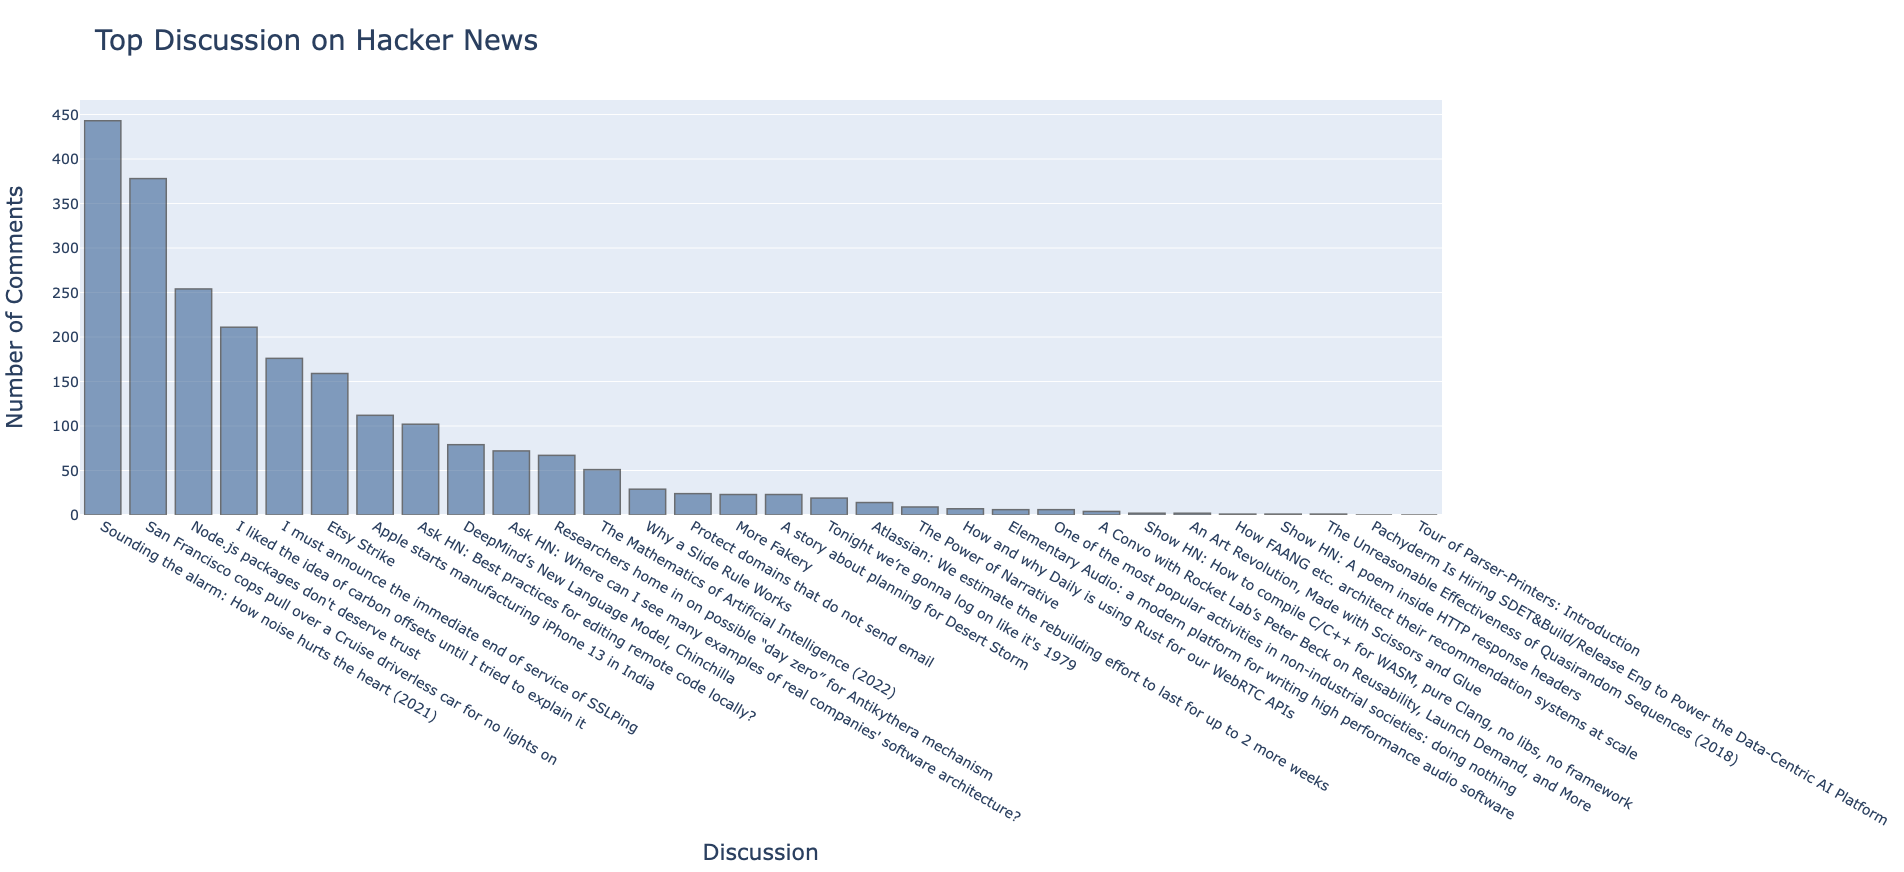 Top Discussion on Hacker News
Number of Comments
450
400
350
300
250
200
150
100
50
0
Sounding the alarm: How noise hurts the heart (2021)
San Francisco cops pull over a Cruise driverless car for no lights on
Node.js packages don't deserve trust
I liked the idea of carbon offsets until I tried to explain it
I must announce the immediate end of service of SSLPing
Etsy Strike
Apple starts manufacturing iPhone 13 in India
Ask HN: Best practices for editing remote code locally?
DeepMind’s New Language Model, Chinchilla
Ask HN: Where can I see many examples of real companies' software architecture?
Researchers home in on possible “day zero” for Antikythera mechanism
The Mathematics of Artificial Intelligence (2022)
Why a Slide Rule Works
Protect domains that do not send email
More Fakery
A story about planning for Desert Storm
Tonight we’re gonna log on like it’s 1979
Atlassian: We estimate the rebuilding effort to last for up to 2 more weeks
The Power of Narrative
How and why Daily is using Rust for our WebRTC APIs
Elementary Audio: a modern platform for writing high performance audio software
One of the most popular activities in non-industrial societies: doing nothing
A Convo with Rocket Lab’s Peter Beck on Reusability, Launch Demand, and More
Show HN: How to compile C/C++ for WASM, pure Clang, no libs, no framework
An Art Revolution, Made with Scissors and Glue
How FAANG etc. architect their recommendation systems at scale
Show HN: A poem inside HTTP response headers
The Unreasonable Effectiveness of Quasirandom Sequences (2018)
Pachyderm Is Hiring SDET&Build/Release Eng to Power the Data-Centric AI Platform
Tour of Parser-Printers: Introduction
Discussion